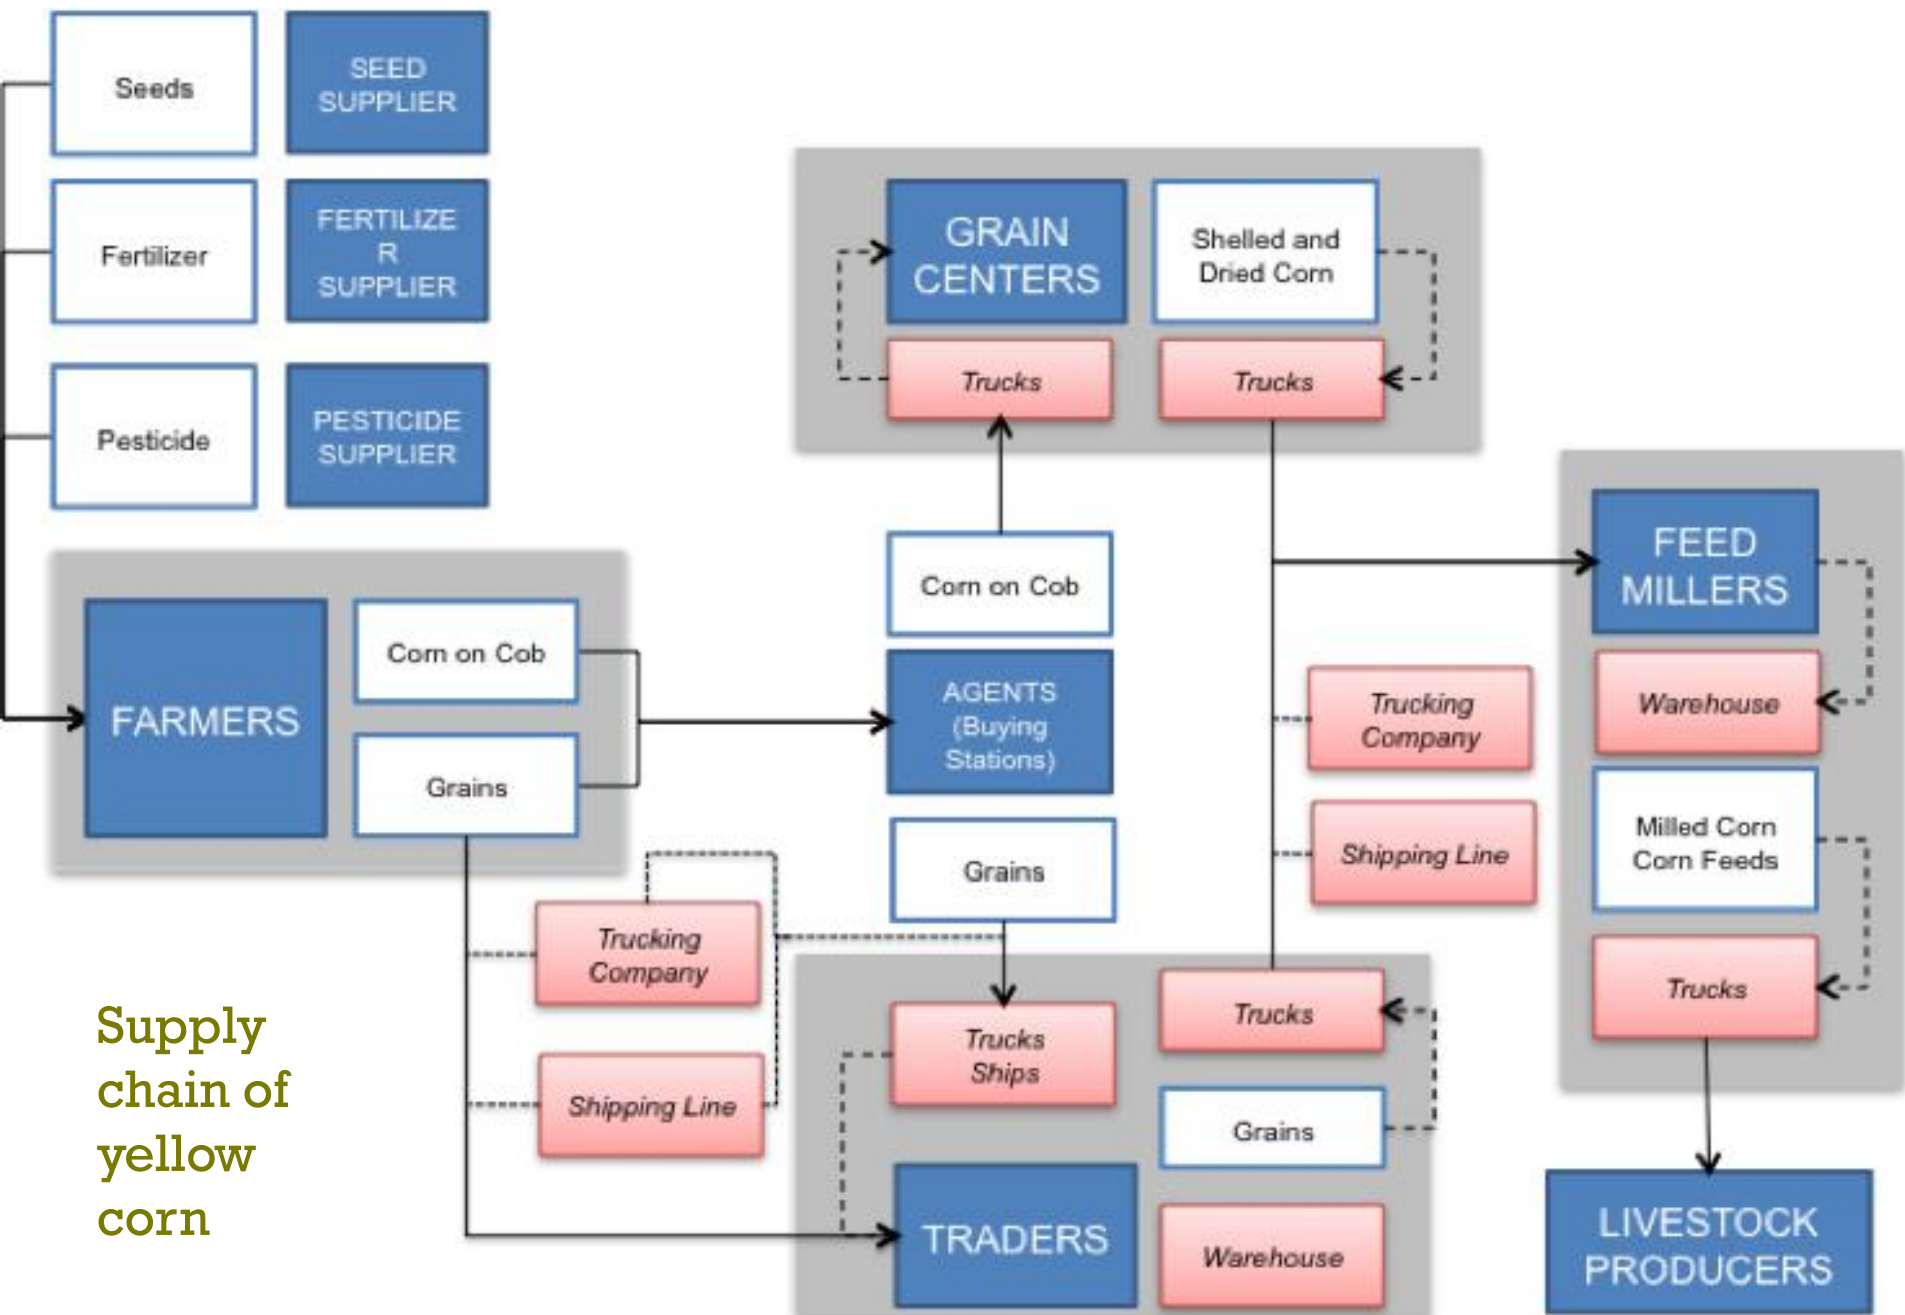 Seeds
SEED
SUPPLIER
Fertilizer
FERTILIZE
R
SUPPLIER
Pesticide
PESTICIDE
SUPPLIER
GRAIN
CENTERS
Shelled and
Dried Corn
Trucks
Trucks
FARMERS
Corn on Cob
Grains
Corn on Cob
AGENTS
(Buying
Stations)
Grains
Trucking
Company
Shipping Line
FEED
MILLERS
Warehouse
Milled Corn
Corn Feeds
Trucks
Trucking
Company
Shipping Line
Trucks
Ships
Trucks
Grains
TRADERS
Warehouse
LIVESTOCK
PRODUCERS
Supply
chain of
yellow
corn